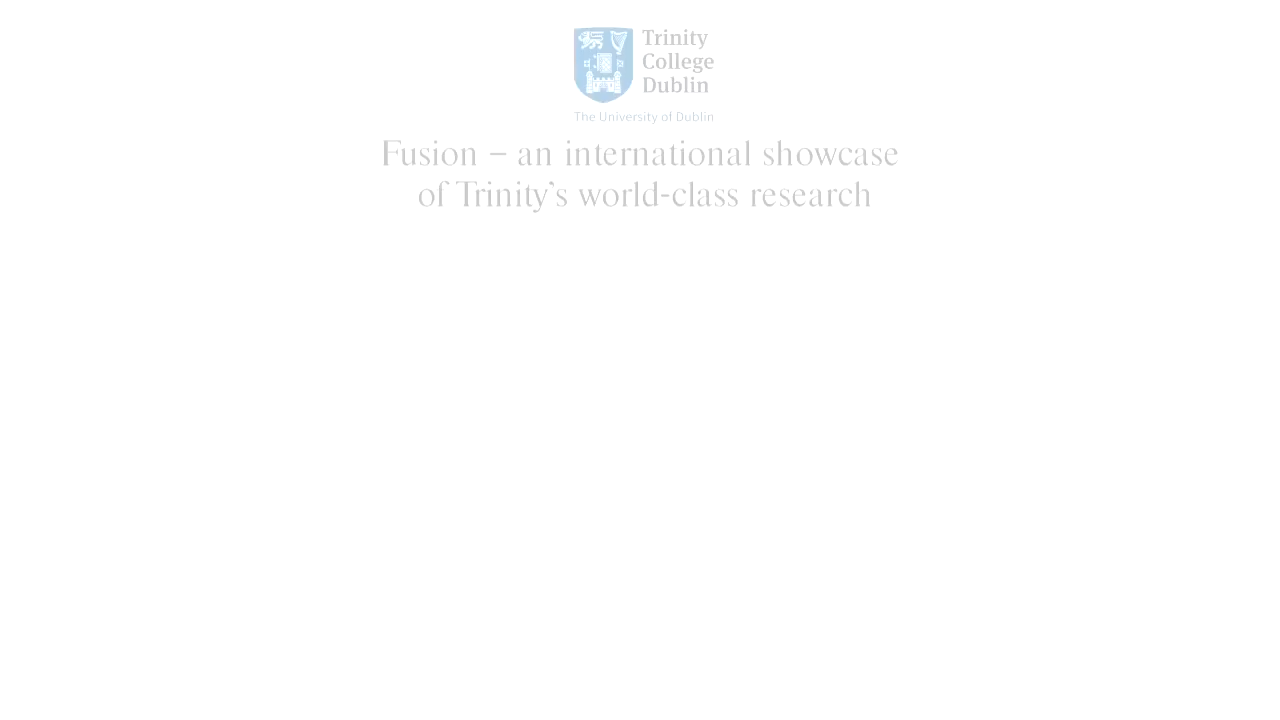 Trinity
College
Dublin
The University of Dublin
Fusion – an international showcase
of Trinity’s world-class research